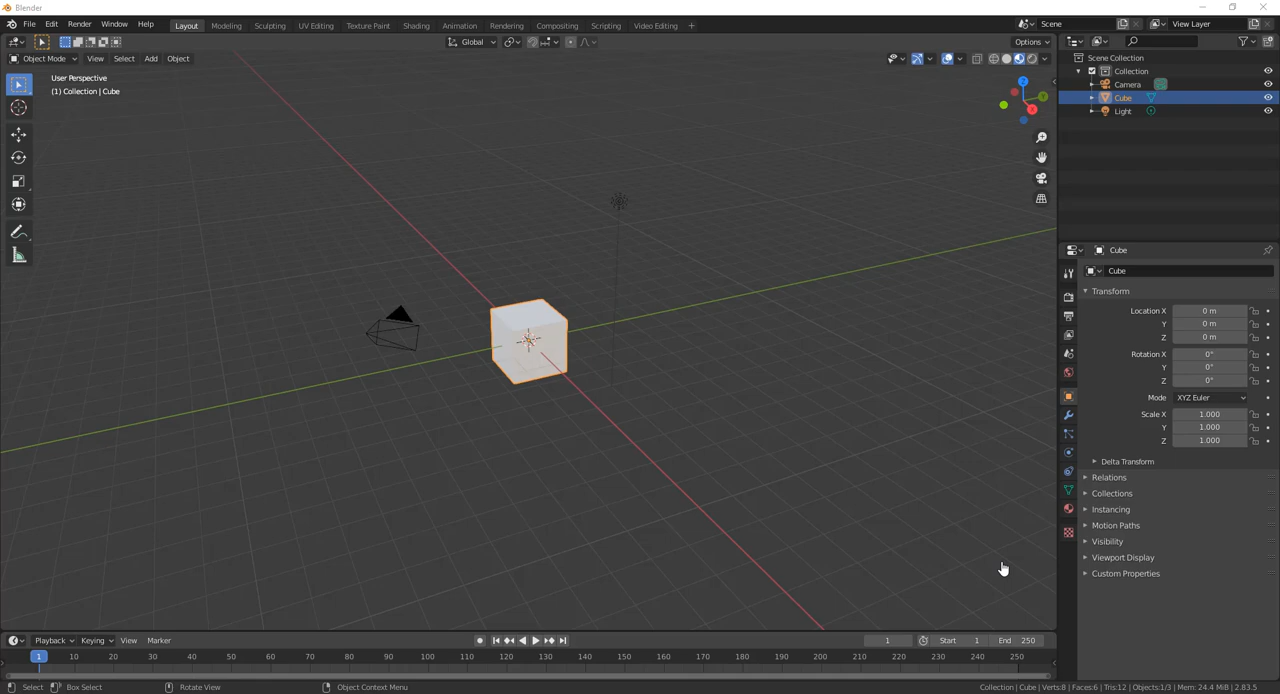 Blender
File Edit Render Window Help Layout Modeling Sculpting UV Editing Texture Paint Shading Animation Rendering Compositing Scripting Video Editing + Scene View Layer
Global Options
Object Mode View Select Add Object
User Perspective
(1) Collection | Cube
Z
Y
X
Scene Collection
Collection
Camera
Cube
Light
Cube
Cube
Transform
Location X 0 m
Y 0 m
Z 0 m
Rotation X 0°
Y 0°
Z 0°
Mode XYZ Euler
Scale X 1.000
Y 1.000
Z 1.000
Delta Transform
Relations
Collections
Instancing
Motion Paths
Visibility
Viewport Display
Custom Properties
Playback Keying View Marker 1 Start 1 End 250
1 10 20 30 40 50 60 70 80 90 100 110 120 130 140 150 160 170 180 190 200 210 220 230 240 250
Select Box Select Rotate View Object Context Menu Collection | Cube | Verts:8 | Faces:6 | Tris:12 | Objects:1/3 | Mem: 24.4 MiB | 2.83.5